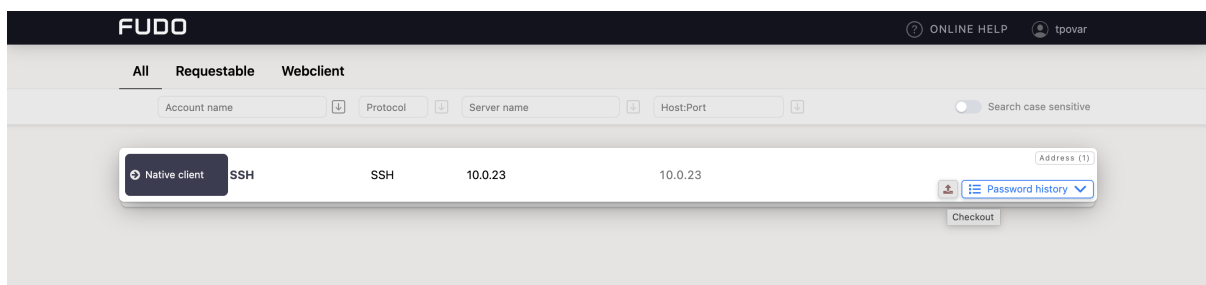 FUDO ONLINE HELP tpovar
All Requestable Webclient
Account name Protocol Server name Host:Port Search case sensitive
Address (1)
Native client SSH SSH 10.0.23 10.0.23
Password history
Checkout